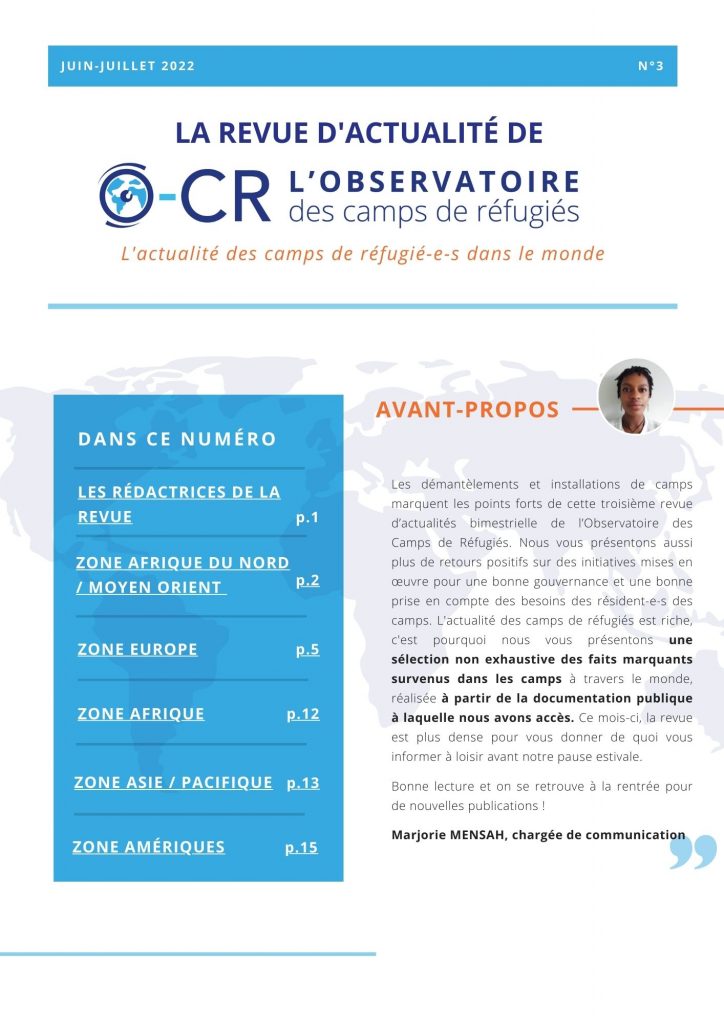 JUIN-JUILLET 2022 N°3
LA REVUE D'ACTUALITÉ DE
O-CR L'OBSERVATOIRE
des camps de réfugiés
L'actualité des camps de réfugié-e-s dans le monde
DANS CE NUMÉRO
LES RÉDACTRICES DE LA
REVUE p.1
ZONE AFRIQUE DU NORD
/ MOYEN ORIENT p.2
ZONE EUROPE p.5
ZONE AFRIQUE p.12
ZONE ASIE / PACIFIQUE p.13
ZONE AMÉRIQUES p.15
AVANT-PROPOS
Les démantèlements et installations de camps
marquent les points forts de cette troisième revue
d'actualités bimestrielle de l'Observatoire des
Camps de Réfugiés. Nous vous présentons aussi
plus de retours positifs sur des initiatives mises en
œuvre pour une bonne gouvernance et une bonne
prise en compte des besoins des résident-e-s des
camps. L'actualité des camps de réfugiés est riche,
c'est pourquoi nous vous présentons une
sélection non exhaustive des faits marquants
survenus dans les camps à travers le monde,
réalisée à partir de la documentation publique
à laquelle nous avons accès. Ce mois-ci, la revue
est plus dense pour vous donner de quoi vous
informer à loisir avant notre pause estivale.
Bonne lecture et on se retrouve à la rentrée pour
de nouvelles publications !
Marjorie MENSAH, chargée de communication
"